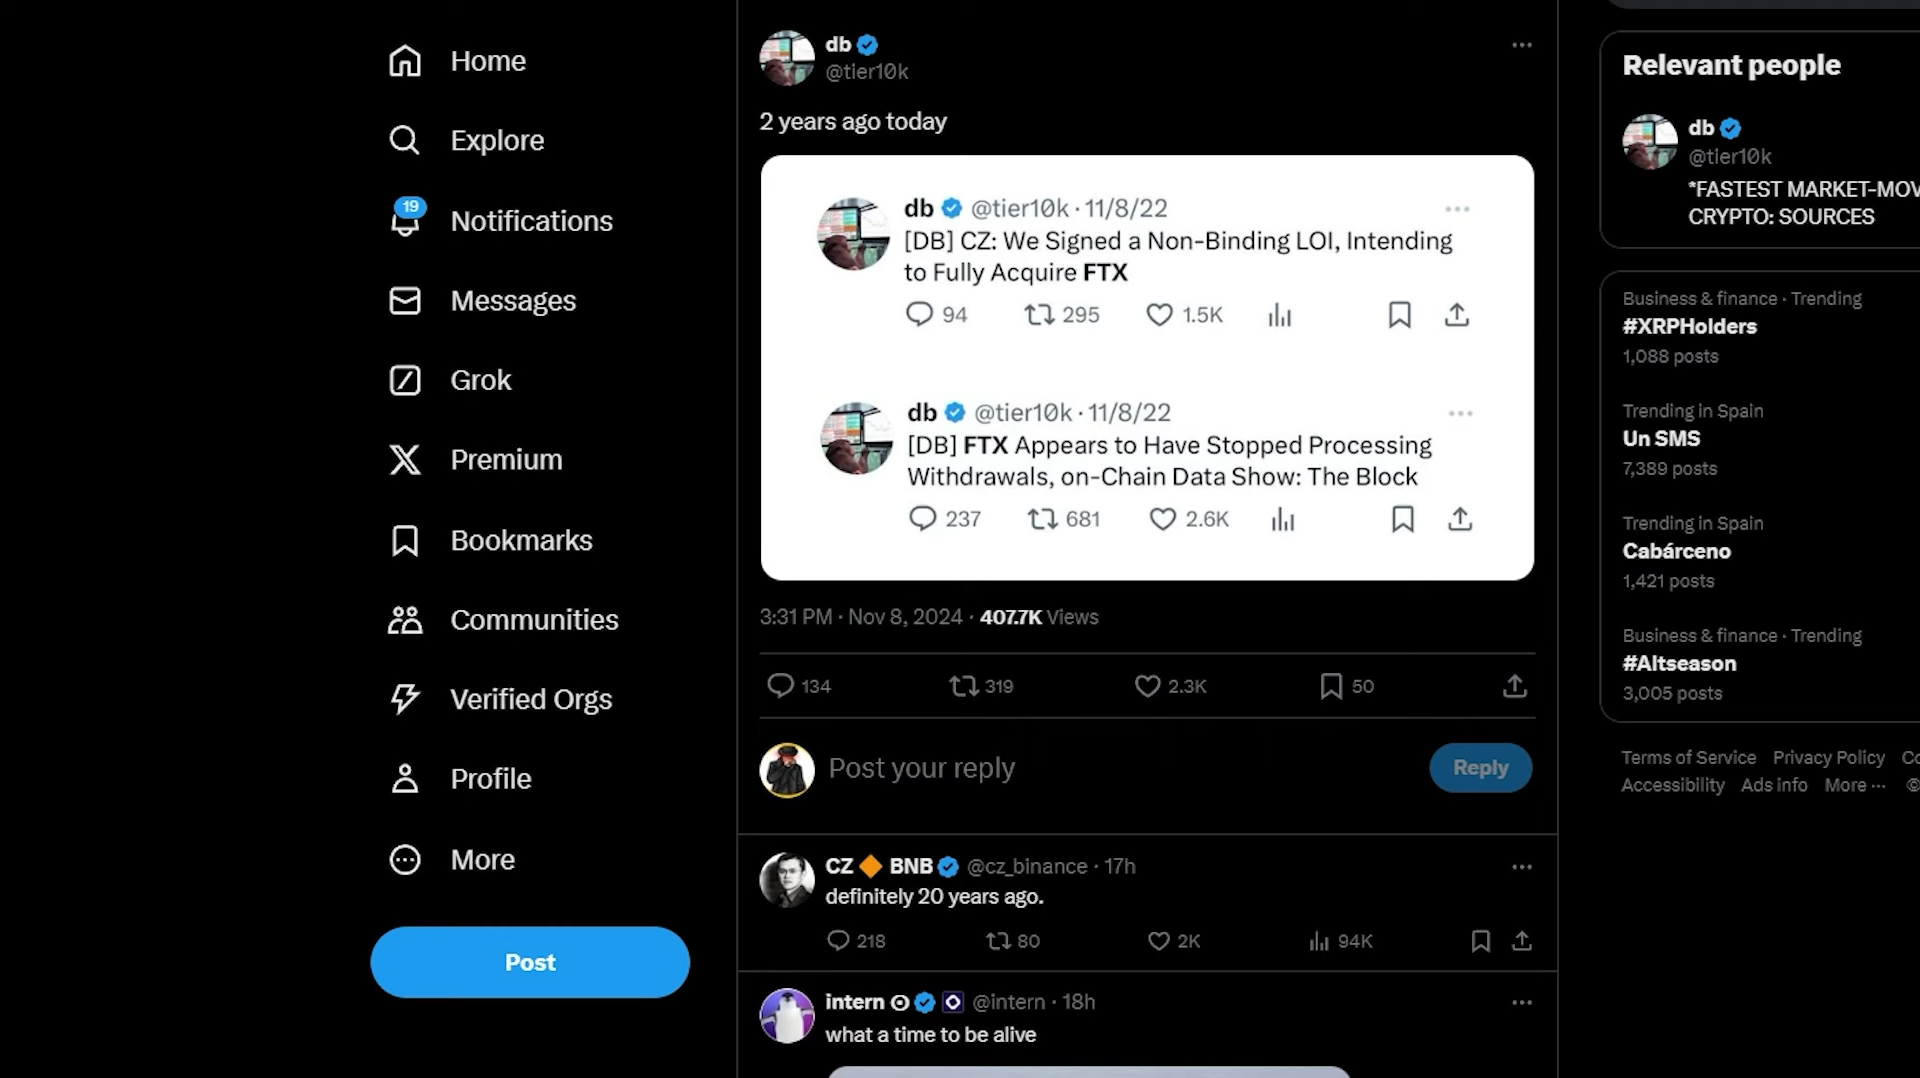 Home
Explore
19
Notifications
Messages
Grok
Premium
Bookmarks
Communities
Verified Orgs
Profile
More
Post
db
@tier10k
2 years ago today
db @tier10k · 11/8/22
[DB] CZ: We Signed a Non-Binding LOI, Intending
to Fully Acquire FTX
94 295 1.5K
db @tier10k · 11/8/22
[DB] FTX Appears to Have Stopped Processing
Withdrawals, on-Chain Data Show: The Block
237 681 2.6K
3:31 PM · Nov 8, 2024 · 407.7K Views
134 319 2.3K 50
Post your reply
Reply
CZ 🔶 BNB @cz_binance · 17h
definitely 20 years ago.
218 80 2K 94K
intern @intern · 18h
what a time to be alive
Relevant people
db
@tier10k
*FASTEST MARKET-MOV
CRYPTO: SOURCES
Business & finance · Trending
#XRPHolders
1,088 posts
Trending in Spain
Un SMS
7,389 posts
Trending in Spain
Cabárceno
1,421 posts
Business & finance · Trending
#Altseason
3,005 posts
Terms of Service Privacy Policy Co
Accessibility Ads info More ··· ©